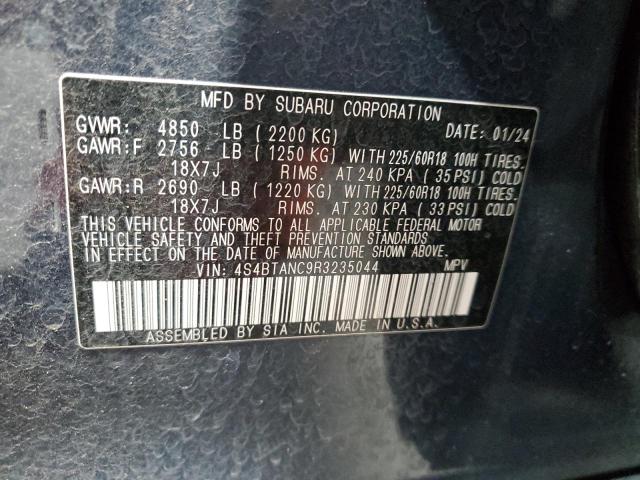 MFD BY SUBARU CORPORATION
GVWR: 4850 LB (2200 KG) DATE: 01/24
GAWR:F 2756 LB (1250 KG) WITH 225/60R18 100H TIRES.
18X7J RIMS. AT 240 KPA (35 PSI) COLD
GAWR:R 2690 LB (1220 KG) WITH 225/60R18 100H TIRES.
18X7J RIMS. AT 230 KPA (33 PSI) COLD
THIS VEHICLE CONFORMS TO ALL APPLICABLE FEDERAL MOTOR
VEHICLE SAFETY AND THEFT PREVENTION STANDARDS
IN EFFECT ON THE DATE OF MANUFACTURE SHOWN ABOVE.
VIN: 4S4BTANC9R3235044 MPV
ASSEMBLED BY SIA INC. MADE IN U.S.A.